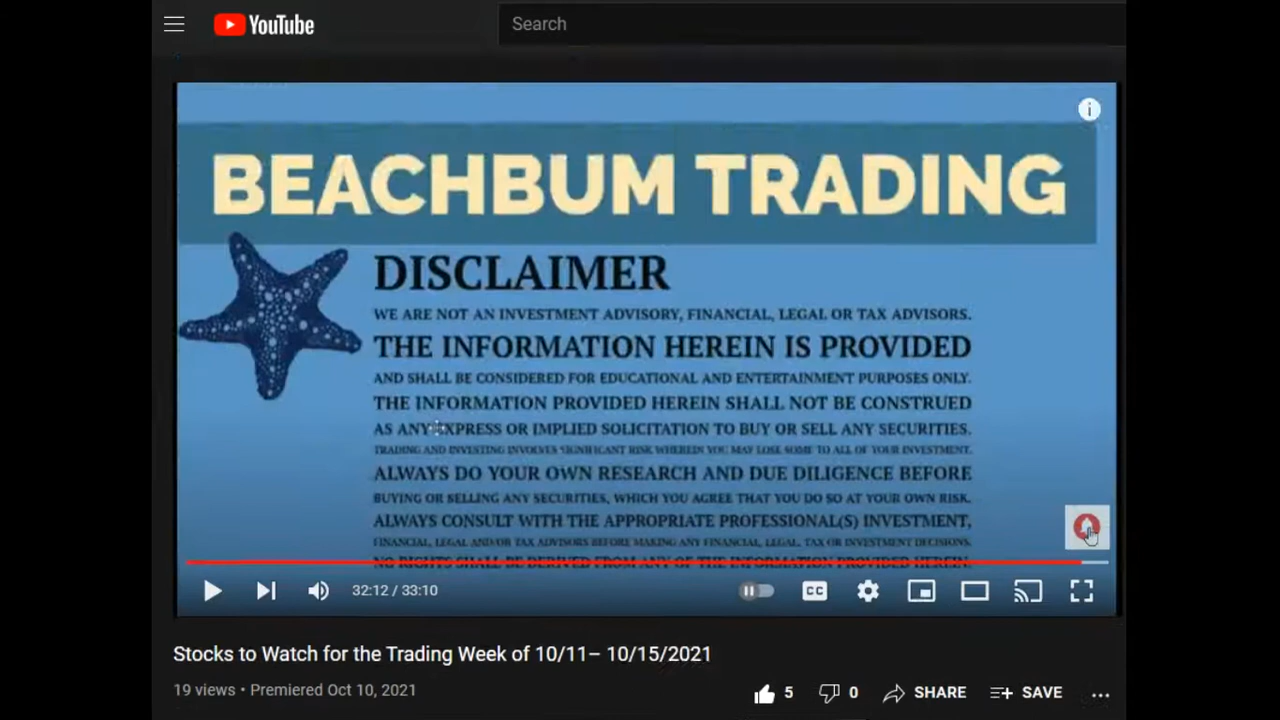 YouTube
Search
i
BEACHBUM TRADING
DISCLAIMER
WE ARE NOT AN INVESTMENT ADVISORY, FINANCIAL, LEGAL OR TAX ADVISORS.
THE INFORMATION HEREIN IS PROVIDED
AND SHALL BE CONSIDERED FOR EDUCATIONAL AND ENTERTAINMENT PURPOSES ONLY.
THE INFORMATION PROVIDED HEREIN SHALL NOT BE CONSTRUED
AS ANY EXPRESS OR IMPLIED SOLICITATION TO BUY OR SELL ANY SECURITIES.
TRADING AND INVESTING INVOLVES SIGNIFICANT RISK WHEREIN YOU MAY LOSE SOME TO ALL OF YOUR INVESTMENT.
ALWAYS DO YOUR OWN RESEARCH AND DUE DILIGENCE BEFORE
BUYING OR SELLING ANY SECURITIES, WHICH YOU AGREE THAT YOU DO SO AT YOUR OWN RISK.
ALWAYS CONSULT WITH THE APPROPRIATE PROFESSIONAL(S) INVESTMENT,
FINANCIAL, LEGAL AND/OR TAX ADVISORS BEFORE MAKING ANY FINANCIAL, LEGAL, TAX OR INVESTMENT DECISIONS.
NO RIGHTS SHALL BE DERIVED FROM ANY OF THE INFORMATION PROVIDED HEREIN.
32:12 / 33:10
CC
Stocks to Watch for the Trading Week of 10/11– 10/15/2021
19 views • Premiered Oct 10, 2021
5
0
SHARE
SAVE